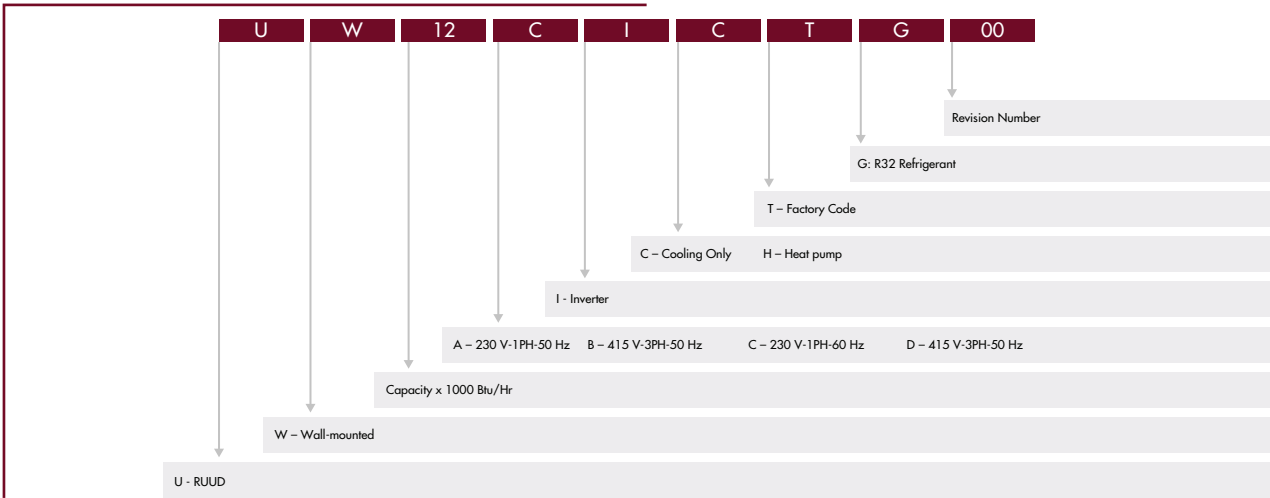 U W 12 C I C T G 00
Revision Number
G: R32 Refrigerant
T – Factory Code
C – Cooling Only H – Heat pump
I - Inverter
A – 230 V-1PH-50 Hz B – 415 V-3PH-50 Hz C – 230 V-1PH-60 Hz D – 415 V-3PH-50 Hz
Capacity x 1000 Btu/Hr
W – Wall-mounted
U - RUUD